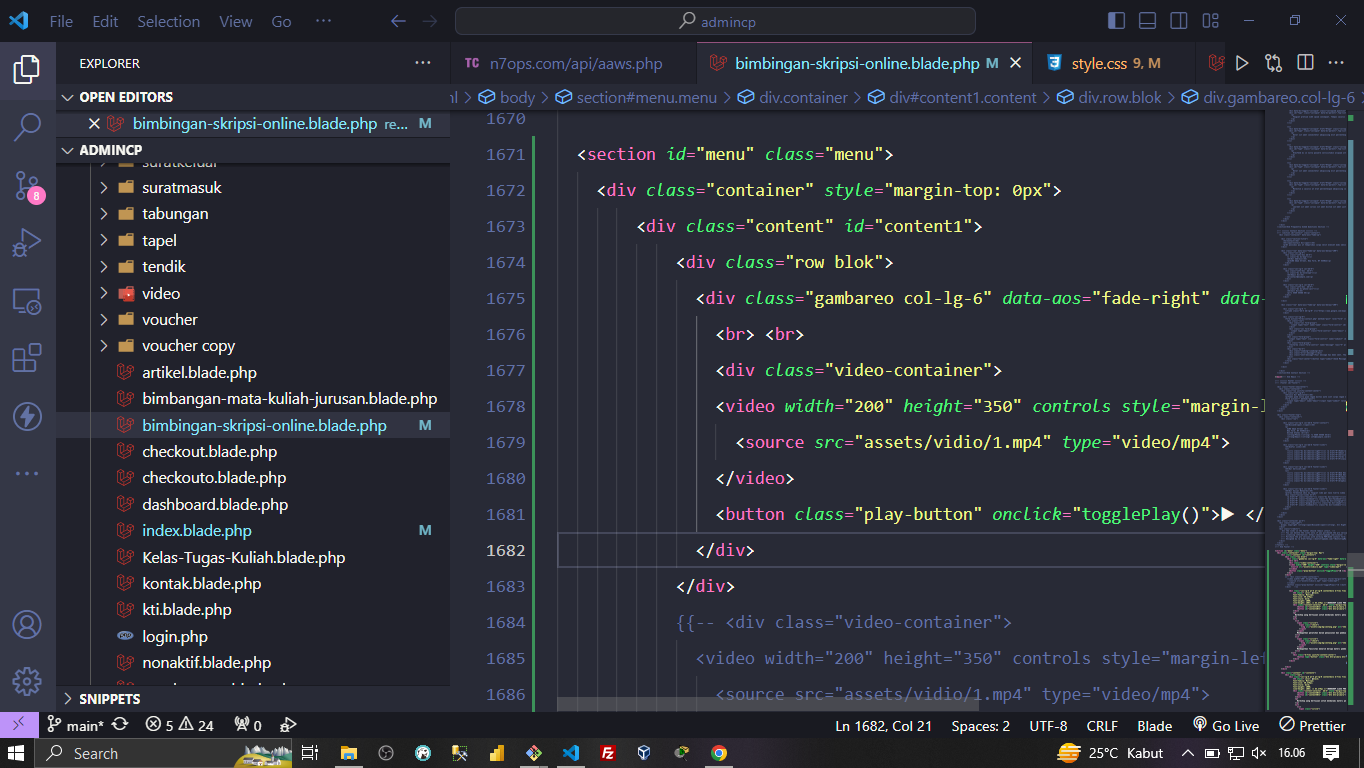 File Edit Selection View Go ··· admincp
EXPLORER ···
OPEN EDITORS
bimbingan-skripsi-online.blade.php re... M
ADMINCP
suratkeluar
suratmasuk
tabungan
tapel
tendik
video
voucher
voucher copy
artikel.blade.php
bimbangan-mata-kuliah-jurusan.blade.php
bimbingan-skripsi-online.blade.php M
checkout.blade.php
checkouto.blade.php
dashboard.blade.php
index.blade.php M
Kelas-Tugas-Kuliah.blade.php
kontak.blade.php
kti.blade.php
login.php
nonaktif.blade.php
SNIPPETS
8
TC n7ops.com/api/aaws.php bimbingan-skripsi-online.blade.php M style.css 9, M ···
nl > body > section#menu.menu > div.container > div#content1.content > div.row.blok > div.gambareo.col-lg-6
1670
1671 <section id="menu" class="menu">
1672 <div class="container" style="margin-top: 0px">
1673 <div class="content" id="content1">
1674 <div class="row blok">
1675 <div class="gambareo col-lg-6" data-aos="fade-right" data-
1676 <br> <br>
1677 <div class="video-container">
1678 <video width="200" height="350" controls style="margin-l
1679 <source src="assets/vidio/1.mp4" type="video/mp4">
1680 </video>
1681 <button class="play-button" onclick="togglePlay()">▶ </
1682 </div>
1683 </div>
1684 {{-- <div class="video-container">
1685 <video width="200" height="350" controls style="margin-lef
1686 <source src="assets/vidio/1.mp4" type="video/mp4">
main* 5 24 0 Ln 1682, Col 21 Spaces: 2 UTF-8 CRLF Blade Go Live Prettier
Search 25°C Kabut 16.06